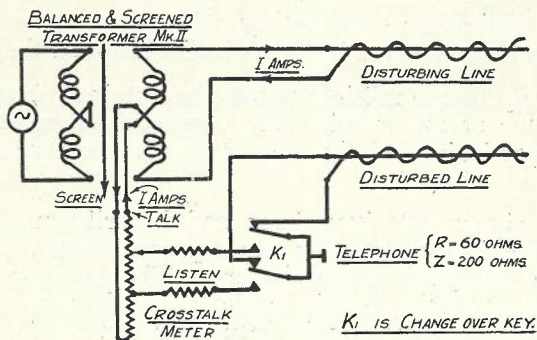 BALANCED & SCREENED
TRANSFORMER MK II.
I AMPS.
DISTURBING LINE
DISTURBED LINE
SCREEN
I AMPS
TALK
K1
TELEPHONE { R=60 OHMS.
Z=200 OHMS.
LISTEN
CROSSTALK
METER
K1 IS CHANGE OVER KEY.